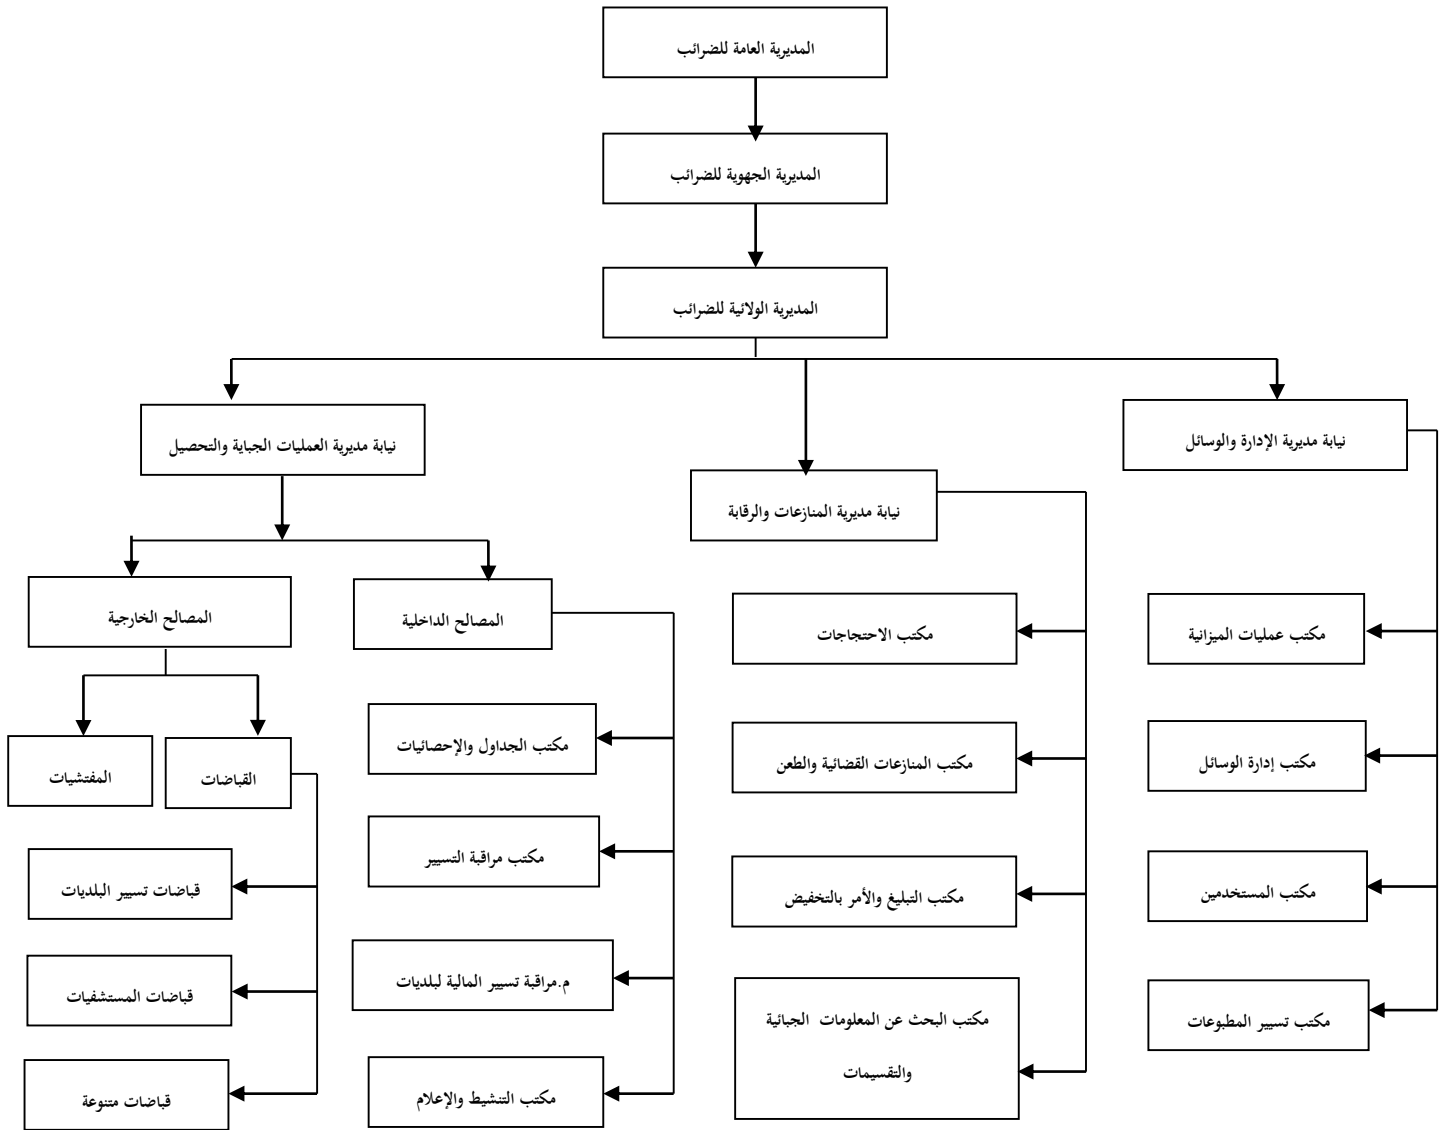 المديرية العامة للضرائب
المديرية الجهوية للضرائب
المديرية الولائية للضرائب
نيابة مديرية الإدارة والوسائل
نيابة مديرية العمليات الجباية والتحصيل
نيابة مديرية المنازعات والرقابة
مكتب عمليات الميزانية
مكتب إدارة الوسائل
مكتب المستخدمين
مكتب تسيير المطبوعات
مكتب الاحتجاجات
مكتب المنازعات القضائية والطعن
مكتب التبليغ والأمر بالتخفيض
مكتب البحث عن المعلومات الجبائية
والتقسيمات
المصالح الداخلية
مكتب الجداول والإحصائيات
مكتب مراقبة التسيير
م.مراقبة تسيير المالية لبلديات
مكتب التنشيط والإعلام
المصالح الخارجية
القباضات
المفتشيات
قباضات تسيير البلديات
قباضات المستشفيات
قباضات متنوعة